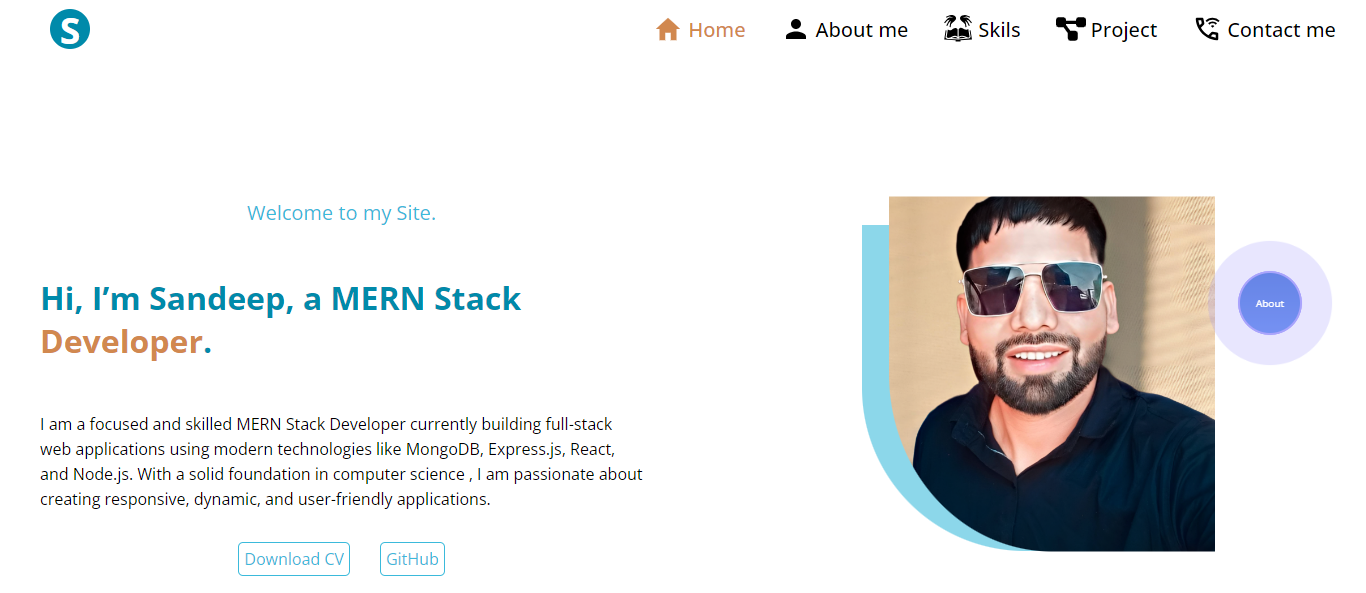 S
Home
About me
Skils
Project
Contact me
Welcome to my Site.
Hi, I’m Sandeep, a MERN Stack
Developer.
About
I am a focused and skilled MERN Stack Developer currently building full-stack
web applications using modern technologies like MongoDB, Express.js, React,
and Node.js. With a solid foundation in computer science , I am passionate about
creating responsive, dynamic, and user-friendly applications.
Download CV
GitHub